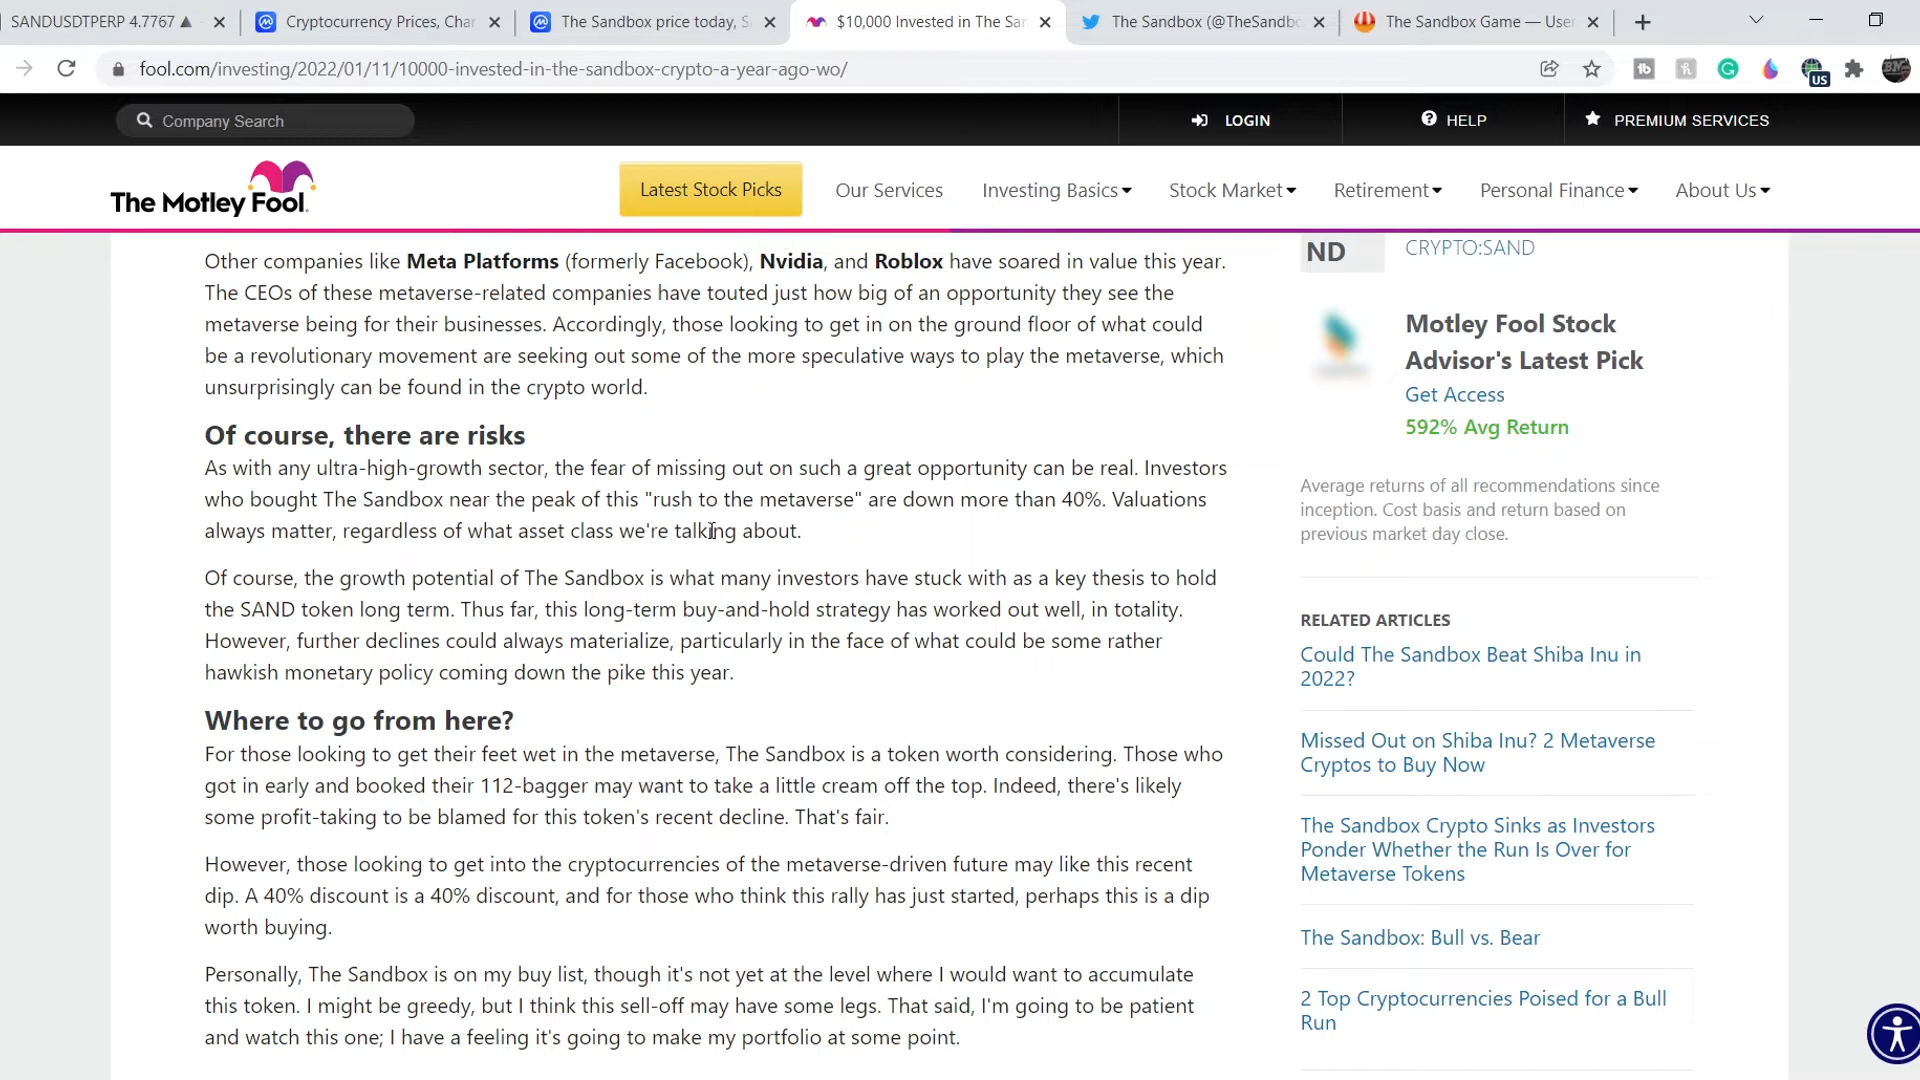 SANDUSDTPERP 4.7767 ▲
Cryptocurrency Prices, Char
The Sandbox price today, S
$10,000 Invested in The San
The Sandbox (@TheSandbo
The Sandbox Game — User
fool.com/investing/2022/01/11/10000-invested-in-the-sandbox-crypto-a-year-ago-wo/
US
Company Search
LOGIN
HELP
PREMIUM SERVICES
The Motley Fool.
Latest Stock Picks
Our Services
Investing Basics
Stock Market
Retirement
Personal Finance
About Us
Other companies like Meta Platforms (formerly Facebook), Nvidia, and Roblox have soared in value this year.
The CEOs of these metaverse-related companies have touted just how big of an opportunity they see the
metaverse being for their businesses. Accordingly, those looking to get in on the ground floor of what could
be a revolutionary movement are seeking out some of the more speculative ways to play the metaverse, which
unsurprisingly can be found in the crypto world.
Of course, there are risks
As with any ultra-high-growth sector, the fear of missing out on such a great opportunity can be real. Investors
who bought The Sandbox near the peak of this "rush to the metaverse" are down more than 40%. Valuations
always matter, regardless of what asset class we're talking about.
Of course, the growth potential of The Sandbox is what many investors have stuck with as a key thesis to hold
the SAND token long term. Thus far, this long-term buy-and-hold strategy has worked out well, in totality.
However, further declines could always materialize, particularly in the face of what could be some rather
hawkish monetary policy coming down the pike this year.
Where to go from here?
For those looking to get their feet wet in the metaverse, The Sandbox is a token worth considering. Those who
got in early and booked their 112-bagger may want to take a little cream off the top. Indeed, there's likely
some profit-taking to be blamed for this token's recent decline. That's fair.
However, those looking to get into the cryptocurrencies of the metaverse-driven future may like this recent
dip. A 40% discount is a 40% discount, and for those who think this rally has just started, perhaps this is a dip
worth buying.
Personally, The Sandbox is on my buy list, though it's not yet at the level where I would want to accumulate
this token. I might be greedy, but I think this sell-off may have some legs. That said, I'm going to be patient
and watch this one; I have a feeling it's going to make my portfolio at some point.
ND
CRYPTO:SAND
Motley Fool Stock
Advisor's Latest Pick
Get Access
592% Avg Return
Average returns of all recommendations since
inception. Cost basis and return based on
previous market day close.
RELATED ARTICLES
Could The Sandbox Beat Shiba Inu in
2022?
Missed Out on Shiba Inu? 2 Metaverse
Cryptos to Buy Now
The Sandbox Crypto Sinks as Investors
Ponder Whether the Run Is Over for
Metaverse Tokens
The Sandbox: Bull vs. Bear
2 Top Cryptocurrencies Poised for a Bull
Run